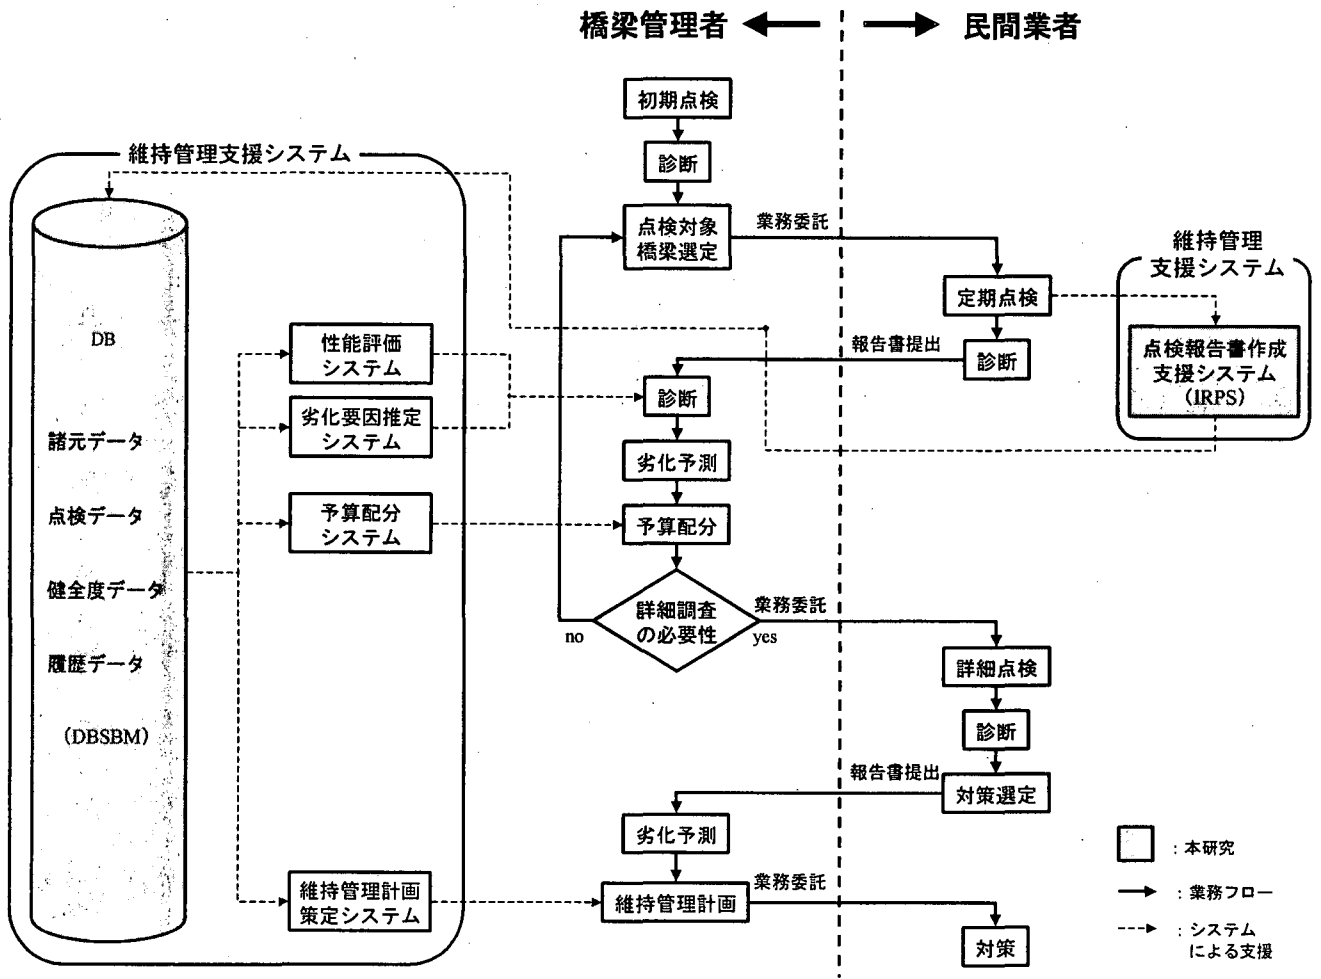 橋梁管理者
民間業者
初期点検
診断
点検対象
橋梁選定
業務委託
維持管理支援システム
DB
諸元データ
点検データ
健全度データ
履歴データ
(DBSBM)
性能評価
システム
劣化要因推定
システム
予算配分
システム
維持管理計画
策定システム
定期点検
診断
報告書提出
維持管理
支援システム
点検報告書作成
支援システム
(IRPS)
診断
劣化予測
予算配分
詳細調査
の必要性
no
yes
業務委託
詳細点検
診断
対策選定
報告書提出
劣化予測
維持管理計画
業務委託
対策
:本研究
:業務フロー
:システム
による支援